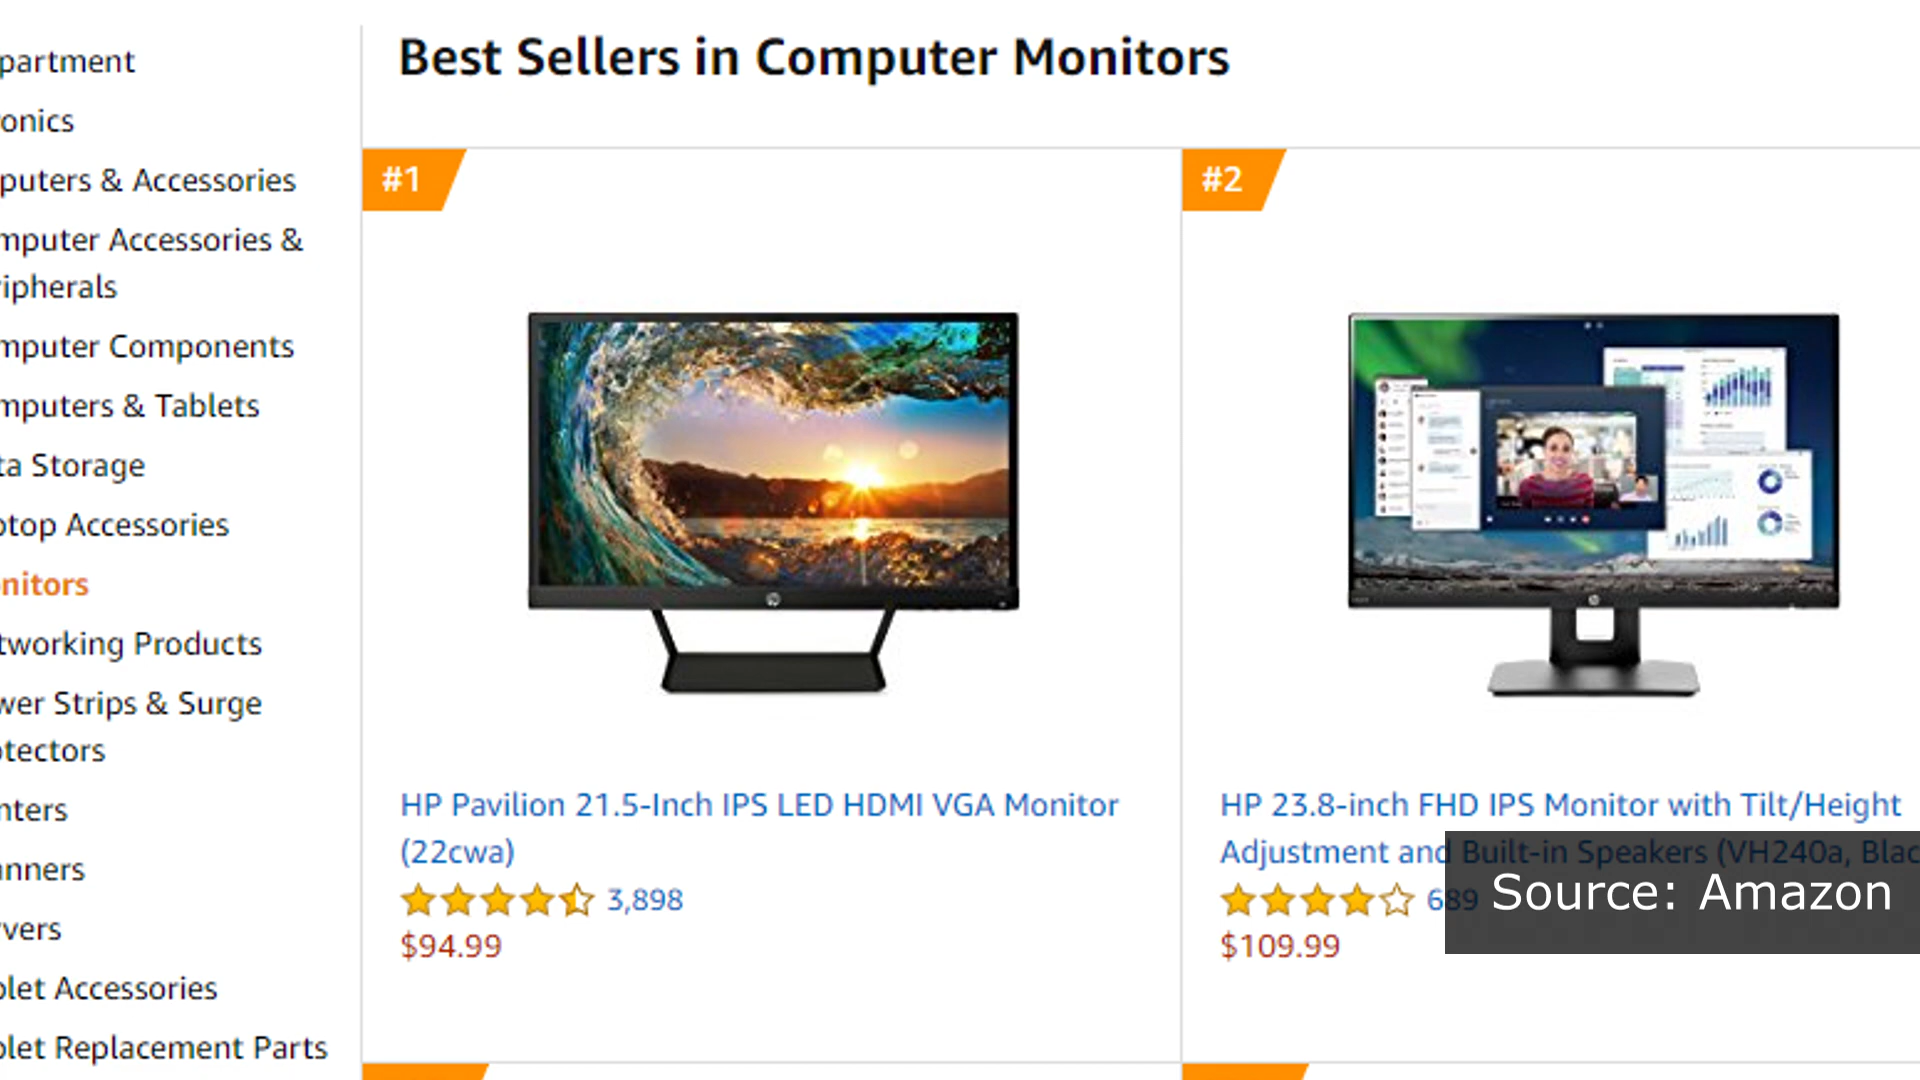 Best Sellers in Computer Monitors
partment
onics
puters & Accessories
mputer Accessories &
ipherals
mputer Components
mputers & Tablets
ta Storage
ptop Accessories
nitors
tworking Products
wer Strips & Surge
otectors
nters
anners
vers
blet Accessories
blet Replacement Parts
#1
HP Pavilion 21.5-Inch IPS LED HDMI VGA Monitor
(22cwa)
3,898
$94.99
#2
HP 23.8-inch FHD IPS Monitor with Tilt/Height
Adjustment and Built-in Speakers (VH240a, Blac
689
$109.99
Source: Amazon